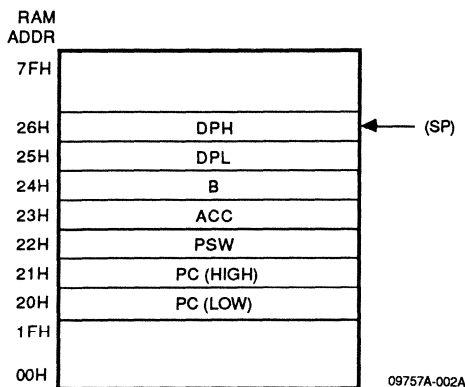 RAM
ADDR
7FH
26H DPH (SP)
25H DPL
24H B
23H ACC
22H PSW
21H PC (HIGH)
20H PC (LOW)
1FH
00H
09757A-002A